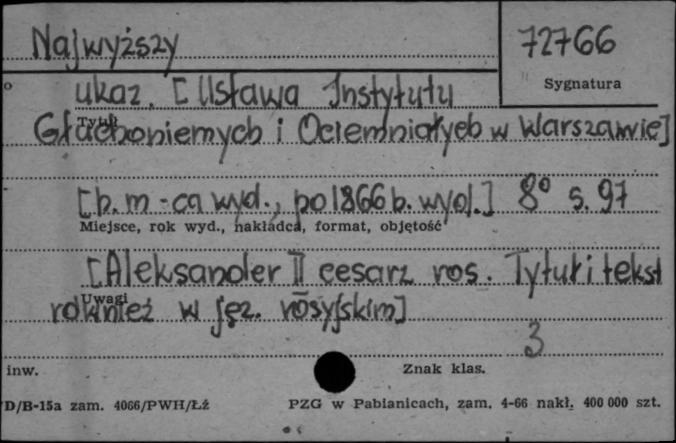 Najwyższy
72766
Sygnatura
o
ukaz. [Ustawa Instytutu
Tytuł
Głuchoniemych i Ociemniałych w Warszawie]
[b.m-ca wyd., po 1866 b. wyd.] 8° s. 97
Miejsce, rok wyd., nakładca, format, objętość
[Aleksander II cesarz ros. Tytuł i tekst
Uwagi
również w jęz. rosyjskim]
3
inw.
Znak klas.
D/B-15a zam. 4066/PWH/Łź
PZG w Pabianicach, zam. 4-66 nakł. 400 000 szt.